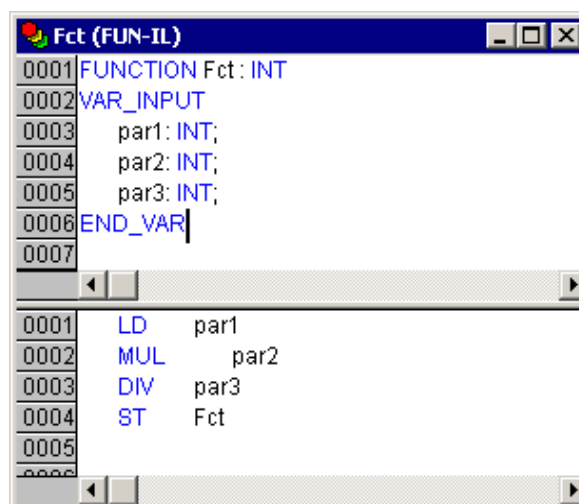 Fct (FUN-IL)
0001 FUNCTION Fct : INT
0002 VAR_INPUT
0003 par1: INT;
0004 par2: INT;
0005 par3: INT;
0006 END_VAR
0007
0001 LD par1
0002 MUL par2
0003 DIV par3
0004 ST Fct
0005